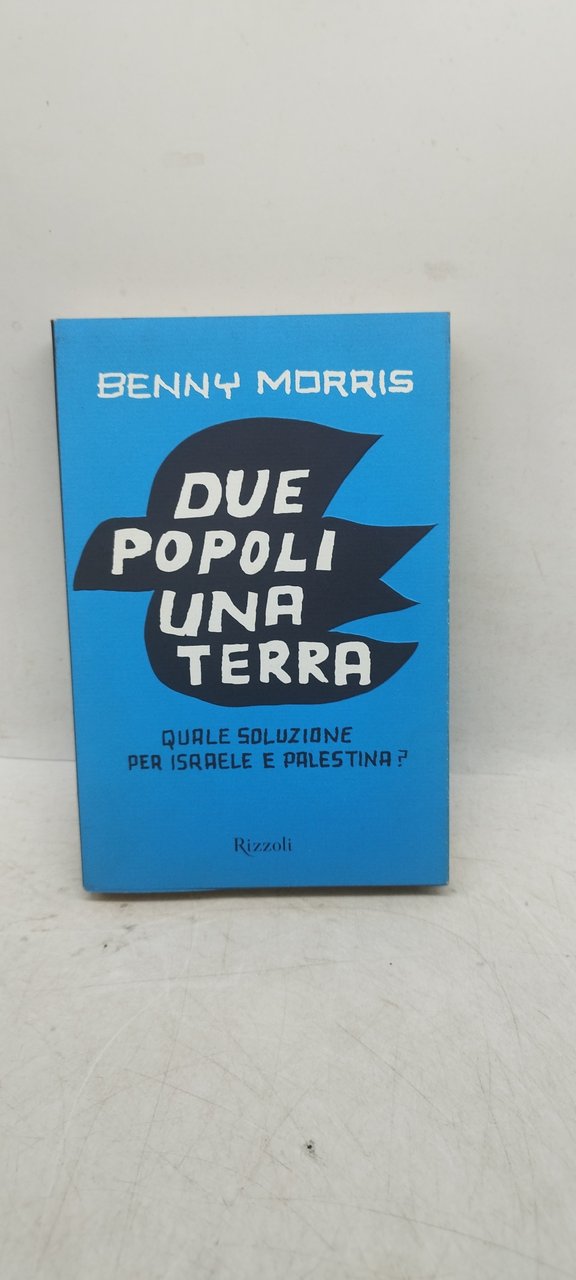 BENNY MORRIS
DUE
POPOLI
UNA
TERRA
QUALE SOLUZIONE
PER ISRAELE E PALESTINA?
Rizzoli